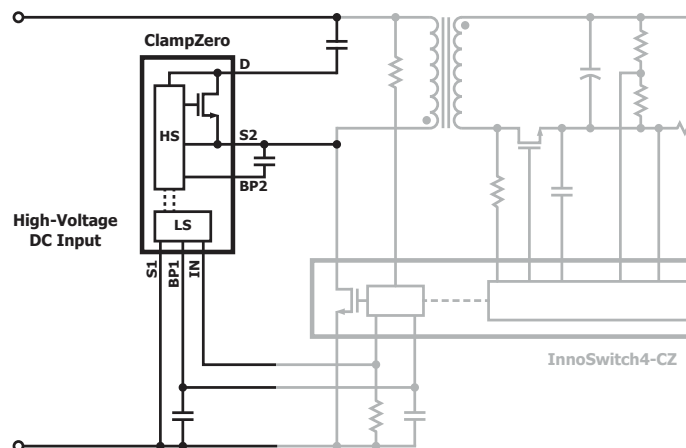 ClampZero
D
HS
S2
BP2
High-Voltage
DC Input
LS
S1
BP1
IN
InnoSwitch4-CZ